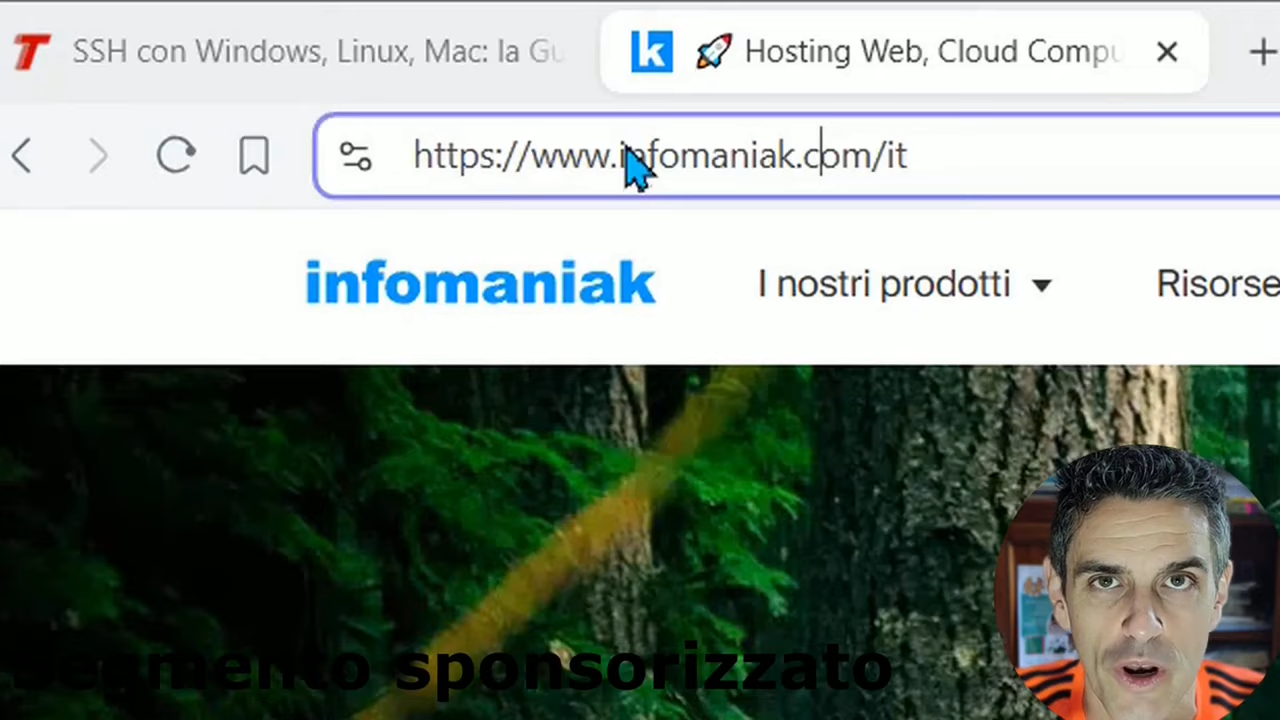 SSH con Windows, Linux, Mac: la Gu
Hosting Web, Cloud Compu
https://www.infomaniak.com/it
infomaniak
I nostri prodotti
Risorse
Segmento sponsorizzato